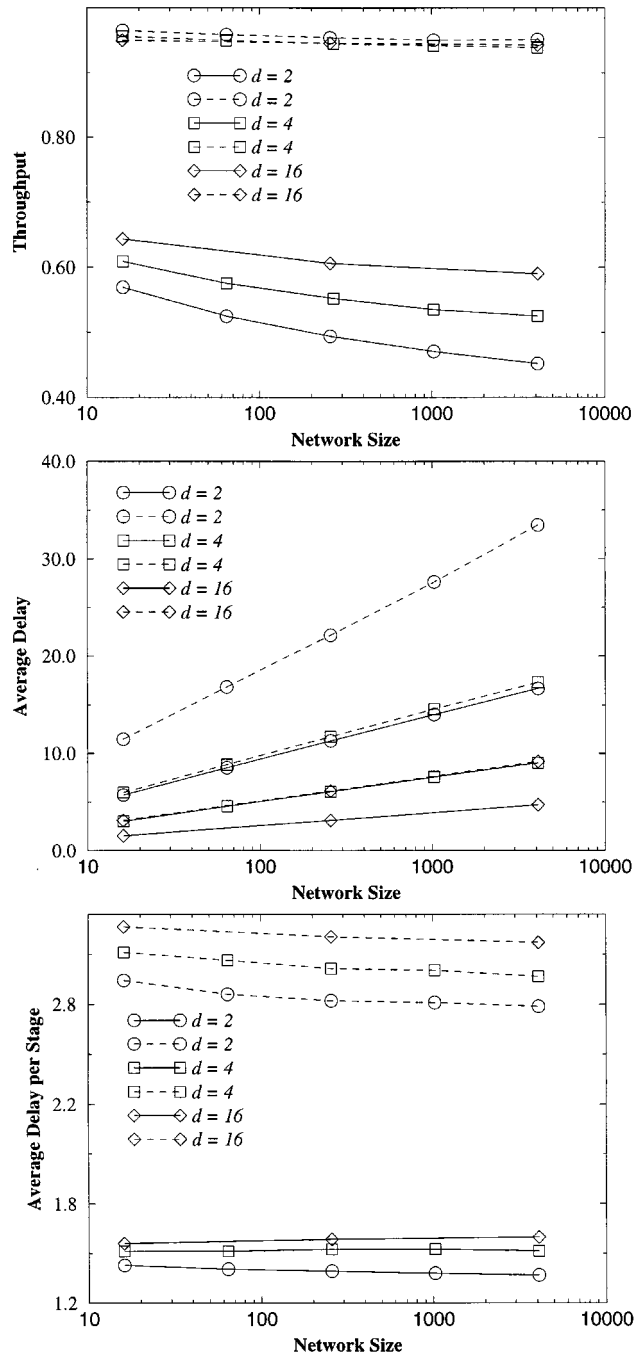 Throughput
0.80
0.60
0.40
d = 2
d = 2
d = 4
d = 4
d = 16
d = 16
10
100
1000
10000
Network Size
Average Delay
40.0
30.0
20.0
10.0
0.0
d = 2
d = 2
d = 4
d = 4
d = 16
d = 16
10
100
1000
10000
Network Size
Average Delay per Stage
2.8
2.2
1.8
1.2
d = 2
d = 2
d = 4
d = 4
d = 16
d = 16
10
100
1000
10000
Network Size